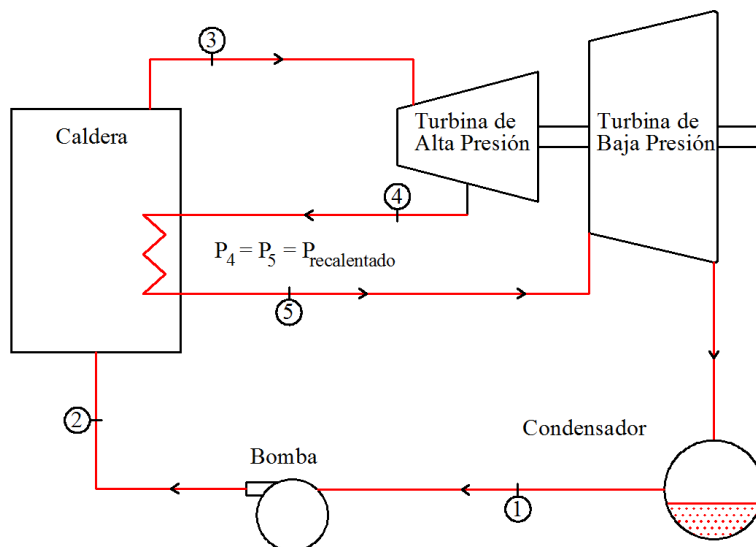 3
Caldera
Turbina de
Alta Presión
Turbina de
Baja Presión
4
P4 = P5 = Precalentado
5
2
Condensador
Bomba
1